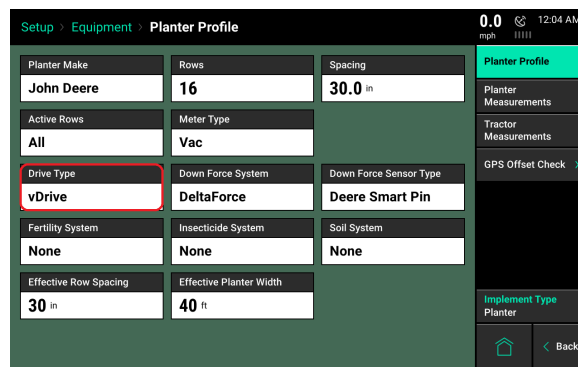 Setup > Equipment > Planter Profile
0.0
mph
12:04 AM
Planter Make
John Deere
Rows
16
Spacing
30.0 in
Active Rows
All
Meter Type
Vac
Drive Type
vDrive
Down Force System
DeltaForce
Down Force Sensor Type
Deere Smart Pin
Fertility System
None
Insecticide System
None
Soil System
None
Effective Row Spacing
30 in
Effective Planter Width
40 ft
Planter Profile
Planter
Measurements
Tractor
Measurements
GPS Offset Check >
Implement Type
Planter
< Back